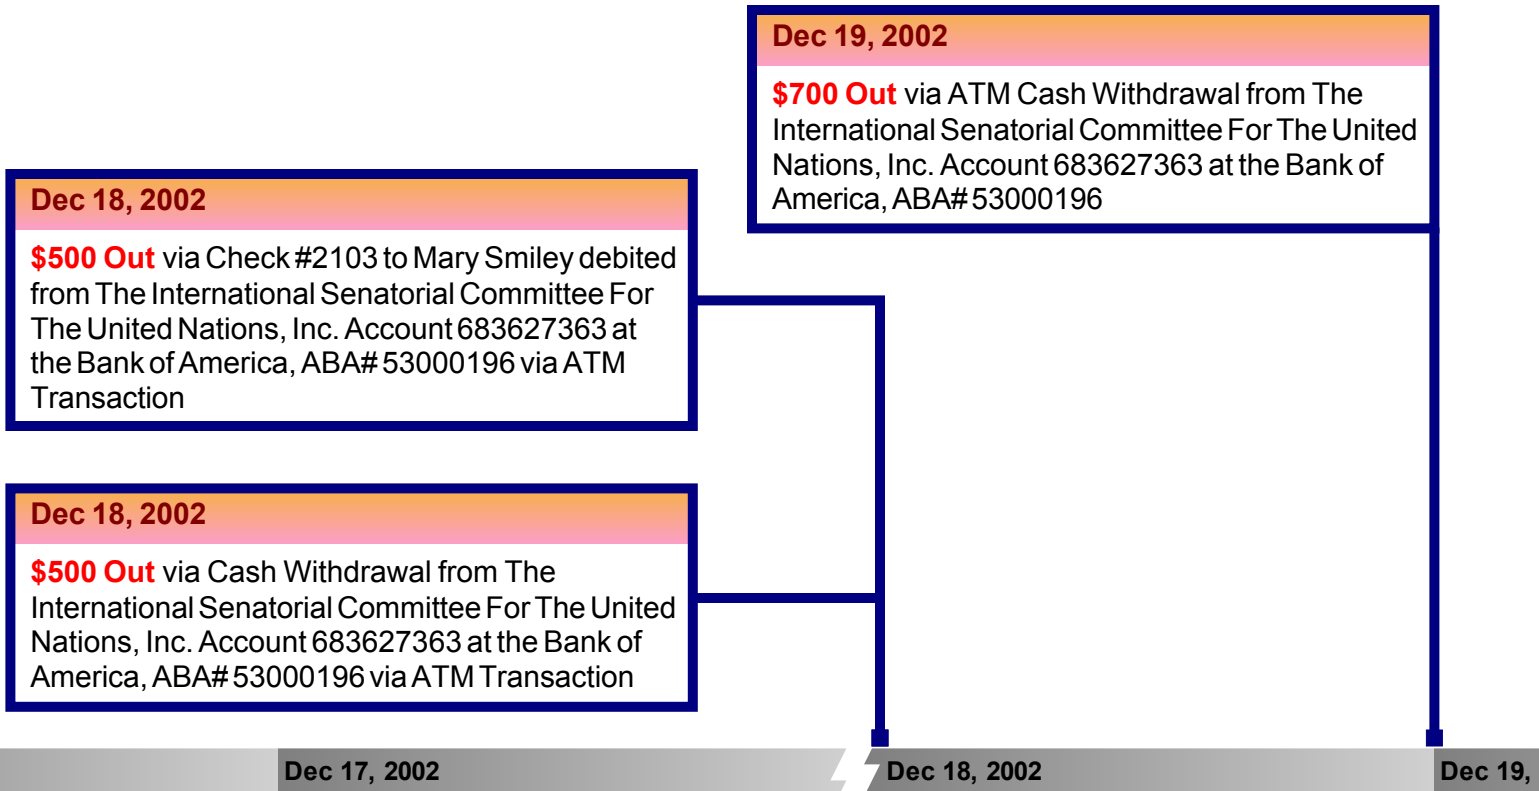 Dec 19, 2002
$700 Out via ATM Cash Withdrawal from The
International Senatorial Committee For The United
Nations, Inc. Account 683627363 at the Bank of
America, ABA# 53000196
Dec 18, 2002
$500 Out via Check #2103 to Mary Smiley debited
from The International Senatorial Committee For
The United Nations, Inc. Account 683627363 at
the Bank of America, ABA# 53000196 via ATM
Transaction
Dec 18, 2002
$500 Out via Cash Withdrawal from The
International Senatorial Committee For The United
Nations, Inc. Account 683627363 at the Bank of
America, ABA# 53000196 via ATM Transaction
Dec 17, 2002
Dec 18, 2002
Dec 19,